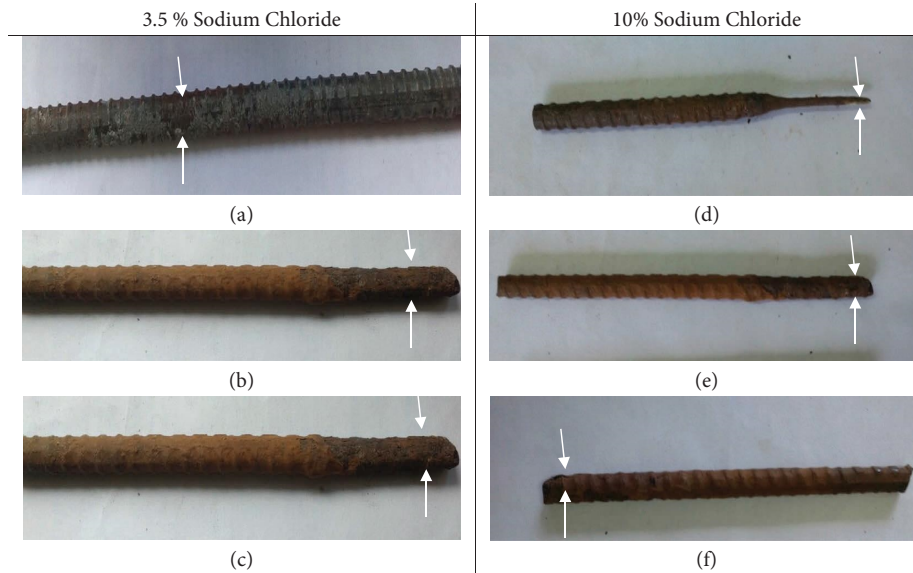 3.5 % Sodium Chloride
10% Sodium Chloride
(a)
(d)
(b)
(e)
(c)
(f)